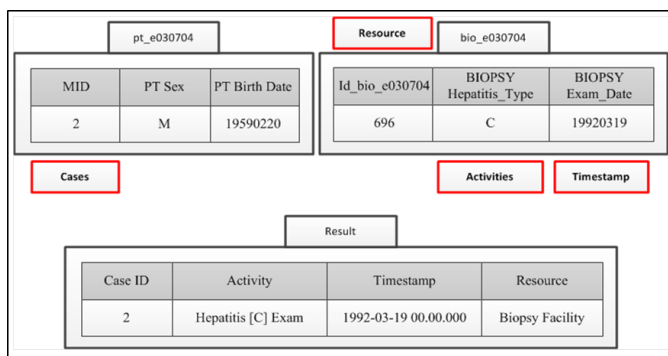 pt_e030704
MID PT Sex PT Birth Date
2 M 19590220
Cases
Resource
bio_e030704
Id_bio_e030704 BIOPSY Hepatitis_Type BIOPSY Exam_Date
696 C 19920319
Activities
Timestamp
Result
Case ID Activity Timestamp Resource
2 Hepatitis [C] Exam 1992-03-19 00.00.000 Biopsy Facility